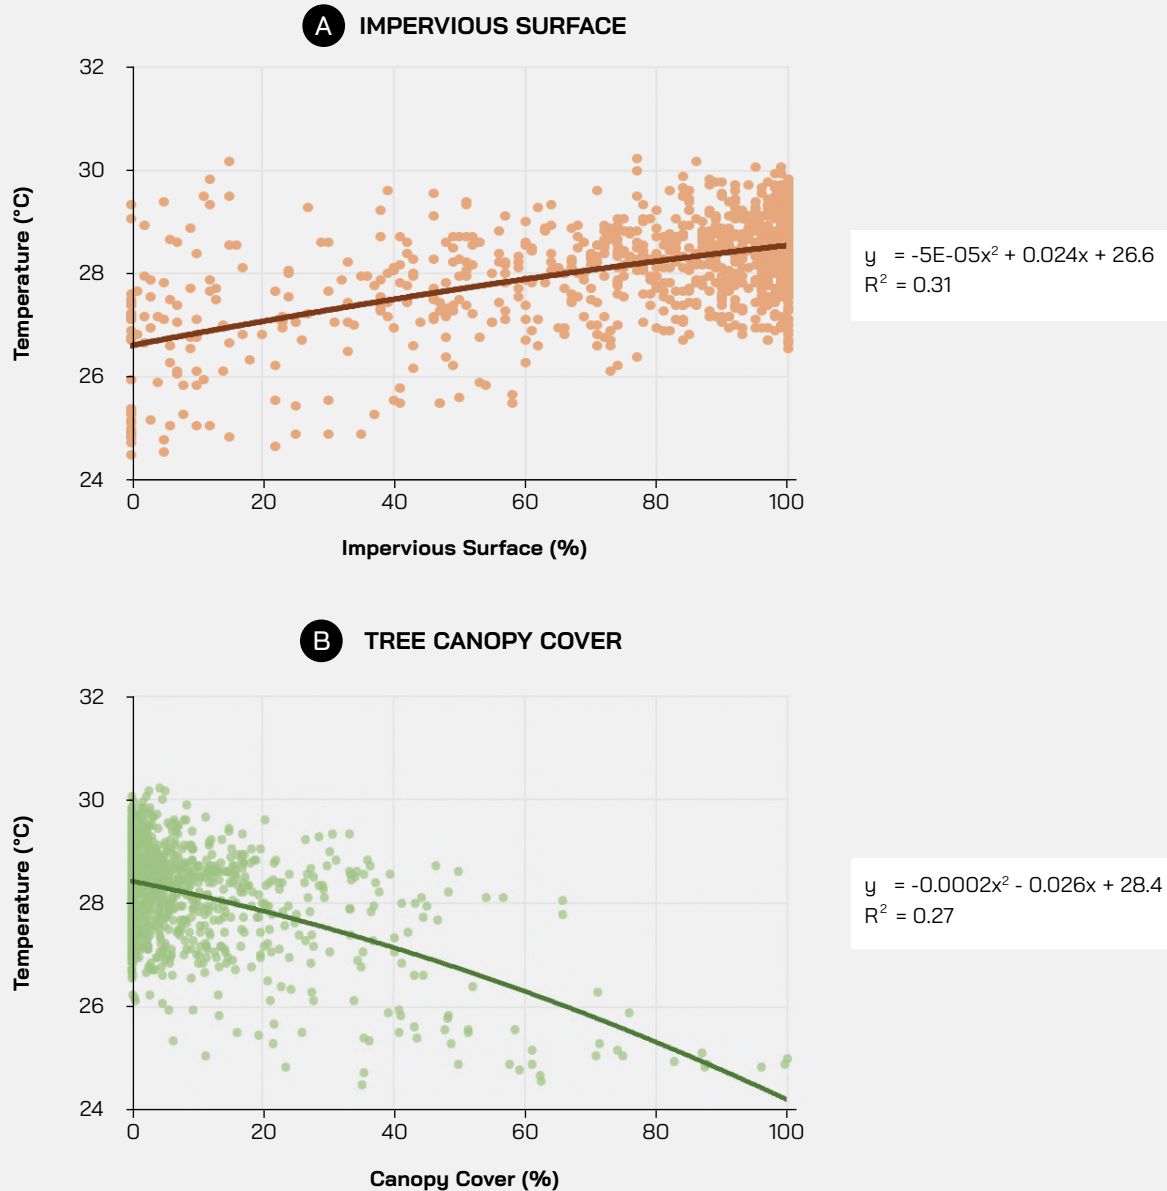 A IMPERVIOUS SURFACE
32
30
28
26
24
Temperature (°C)
0 20 40 60 80 100
Impervious Surface (%)
y = -5E-05x² + 0.024x + 26.6
R² = 0.31
B TREE CANOPY COVER
32
30
28
26
24
Temperature (°C)
0 20 40 60 80 100
Canopy Cover (%)
y = -0.0002x² - 0.026x + 28.4
R² = 0.27